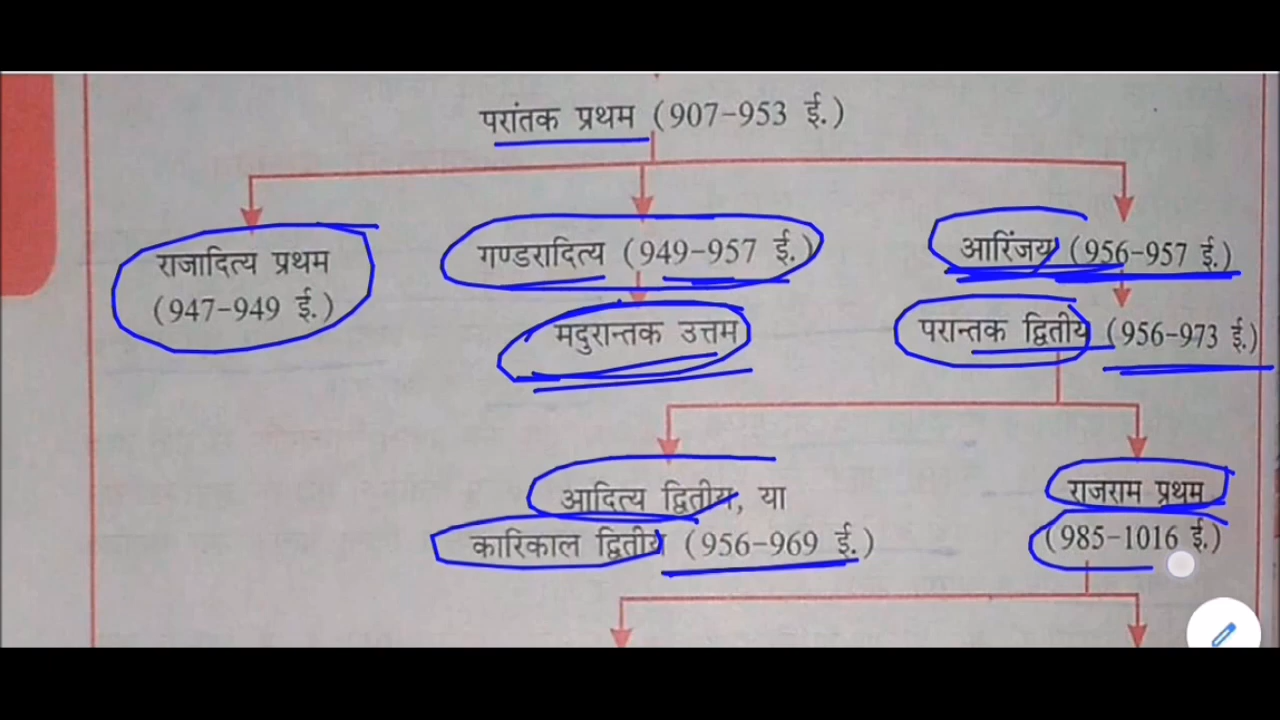 परांतक प्रथम (907-953 ई.)
राजादित्य प्रथम
(947-949 ई.)
गण्डरादित्य (949-957 ई.)
आरिंजय (956-957 ई.)
मदुरान्तक उत्तम
परान्तक द्वितीय (956-973 ई.)
आदित्य द्वितीय, या
कारिकाल द्वितीय (956-969 ई.)
राजराम प्रथम
(985-1016 ई.)